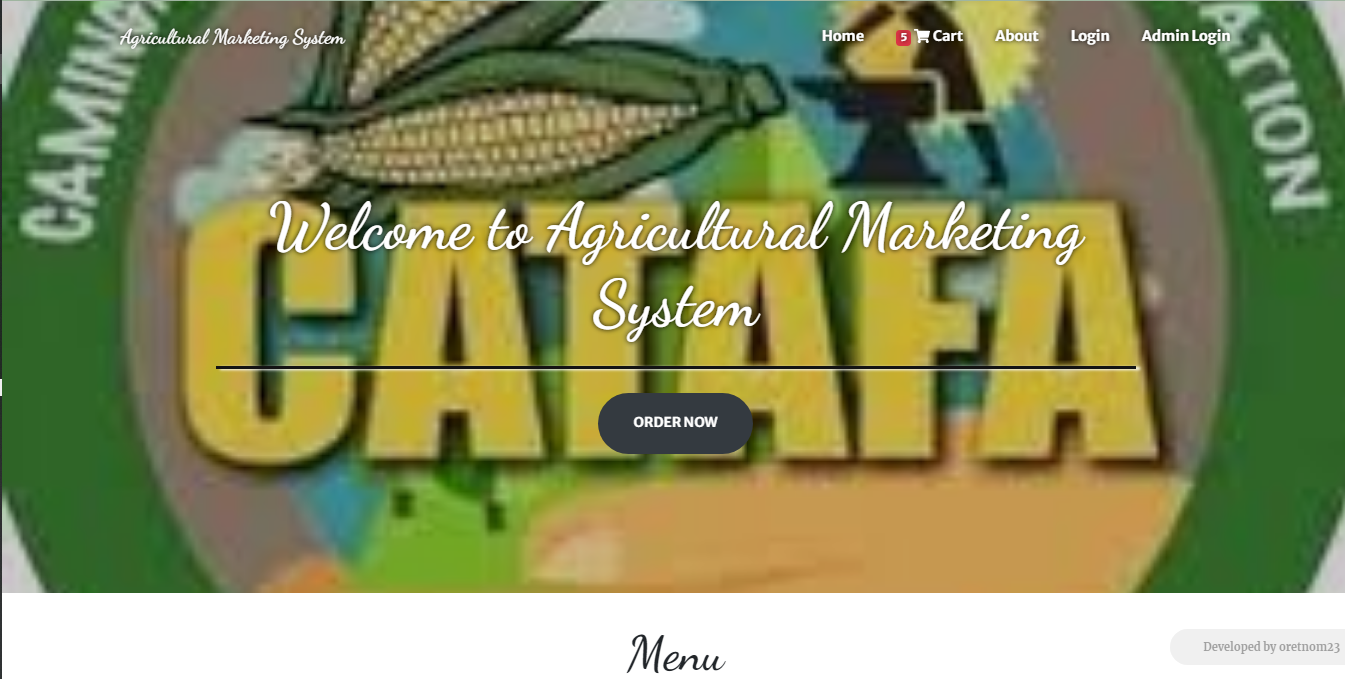 Agricultural Marketing System
Home
5 Cart
About
Login
Admin Login
CAMINA
ATION
CATAFA
Welcome to Agricultural Marketing
System
ORDER NOW
Menu
Developed by oretnom23